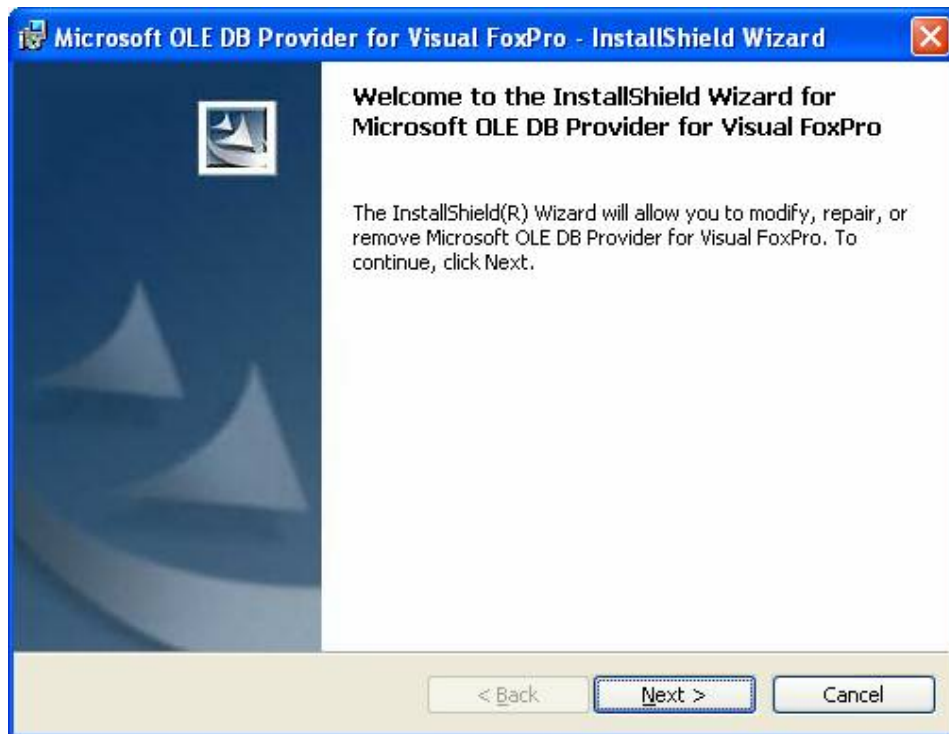 Microsoft OLE DB Provider for Visual FoxPro - InstallShield Wizard
Welcome to the InstallShield Wizard for
Microsoft OLE DB Provider for Visual FoxPro
The InstallShield(R) Wizard will allow you to modify, repair, or
remove Microsoft OLE DB Provider for Visual FoxPro. To
continue, click Next.
< Back Next > Cancel